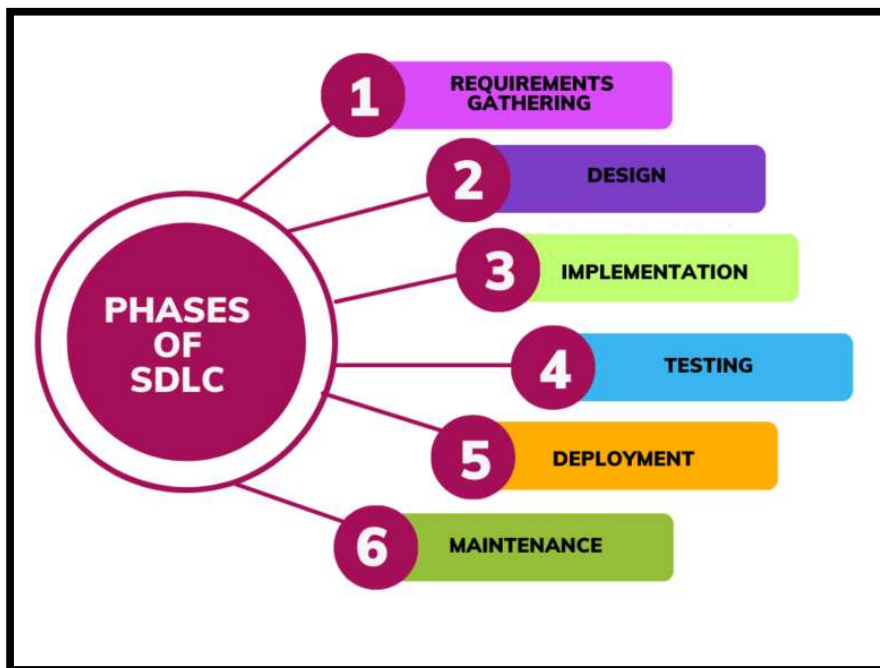 PHASES
OF
SDLC
1
REQUIREMENTS
GATHERING
2
DESIGN
3
IMPLEMENTATION
4
TESTING
5
DEPLOYMENT
6
MAINTENANCE